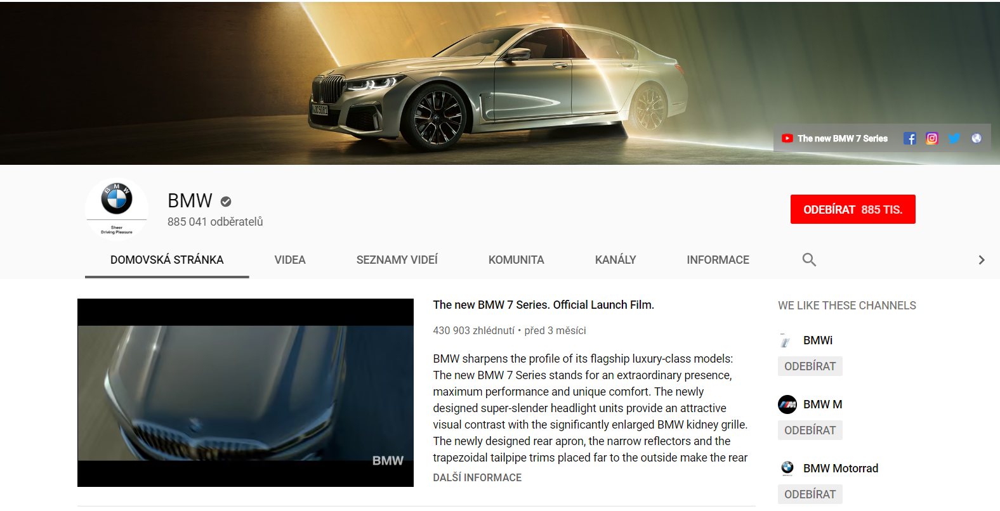 The new BMW 7 Series
BMW
Sheer
Driving Pleasure
BMW
885 041 odběratelů
ODEBÍRAT 885 TIS.
DOMOVSKÁ STRÁNKA
VIDEA
SEZNAMY VIDEÍ
KOMUNITA
KANÁLY
INFORMACE
BMW
The new BMW 7 Series. Official Launch Film.
430 903 zhlédnutí • před 3 měsíci
BMW sharpens the profile of its flagship luxury-class models:
The new BMW 7 Series stands for an extraordinary presence,
maximum performance and unique comfort. The newly
designed super-slender headlight units provide an attractive
visual contrast with the significantly enlarged BMW kidney grille.
The newly designed rear apron, the narrow reflectors and the
trapezoidal tailpipe trims placed far to the outside make the rear
DALŠÍ INFORMACE
WE LIKE THESE CHANNELS
BMWi
ODEBÍRAT
BMW M
ODEBÍRAT
BMW Motorrad
ODEBÍRAT